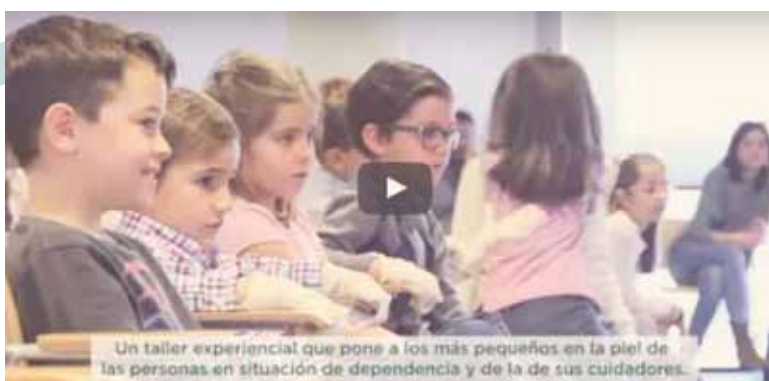 Un taller experiencial que pone a los más pequeños en la piel de
las personas en situación de dependencia y de la de sus cuidadores.